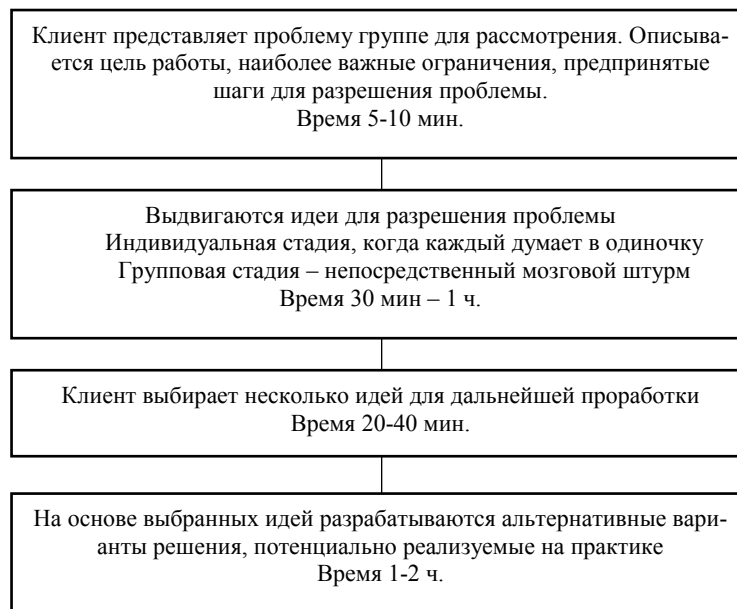 Клиент представляет проблему группе для рассмотрения. Описыва-
ется цель работы, наиболее важные ограничения, предпринятые
шаги для разрешения проблемы.
Время 5-10 мин.
Выдвигаются идеи для разрешения проблемы
Индивидуальная стадия, когда каждый думает в одиночку
Групповая стадия – непосредственный мозговой штурм
Время 30 мин – 1 ч.
Клиент выбирает несколько идей для дальнейшей проработки
Время 20-40 мин.
На основе выбранных идей разрабатываются альтернативные вари-
анты решения, потенциально реализуемые на практике
Время 1-2 ч.